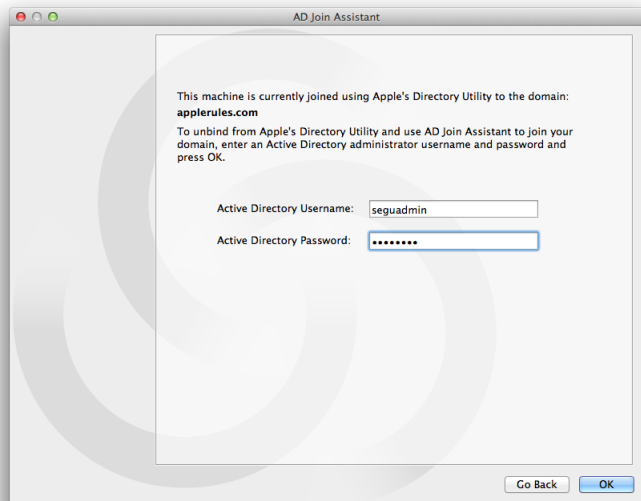 AD Join Assistant
This machine is currently joined using Apple's Directory Utility to the domain:
applerules.com
To unbind from Apple's Directory Utility and use AD Join Assistant to join your
domain, enter an Active Directory administrator username and password and
press OK.
Active Directory Username: seguadmin
Active Directory Password: ••••••••
Go Back OK